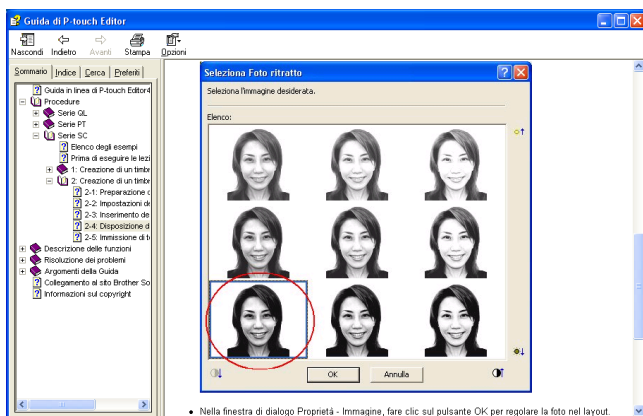 Guida di P-touch Editor
Nascondi Indietro Avanti Stampa Opzioni
Sommario Indice Cerca Preferiti
Guida in linea di P-touch Editor4
Procedure
Serie QL
Serie PT
Serie SC
Elenco degli esempi
Prima di eseguire le lezi
1: Creazione di un timbr
2: Creazione di un timbr
2-1: Preparazione d
2-2: Impostazioni de
2-3: Inserimento de
2-4: Disposizione d
2-5: Immissione di t
Descrizione delle funzioni
Risoluzione dei problemi
Argomenti della Guida
Collegamento al sito Brother So
Informazioni sul copyright
Seleziona Foto ritratto
Seleziona l'immagine desiderata.
Elenco:
OK Annulla
Nella finestra di dialogo Proprietà - Immagine, fare clic sul pulsante OK per regolare la foto nel layout.